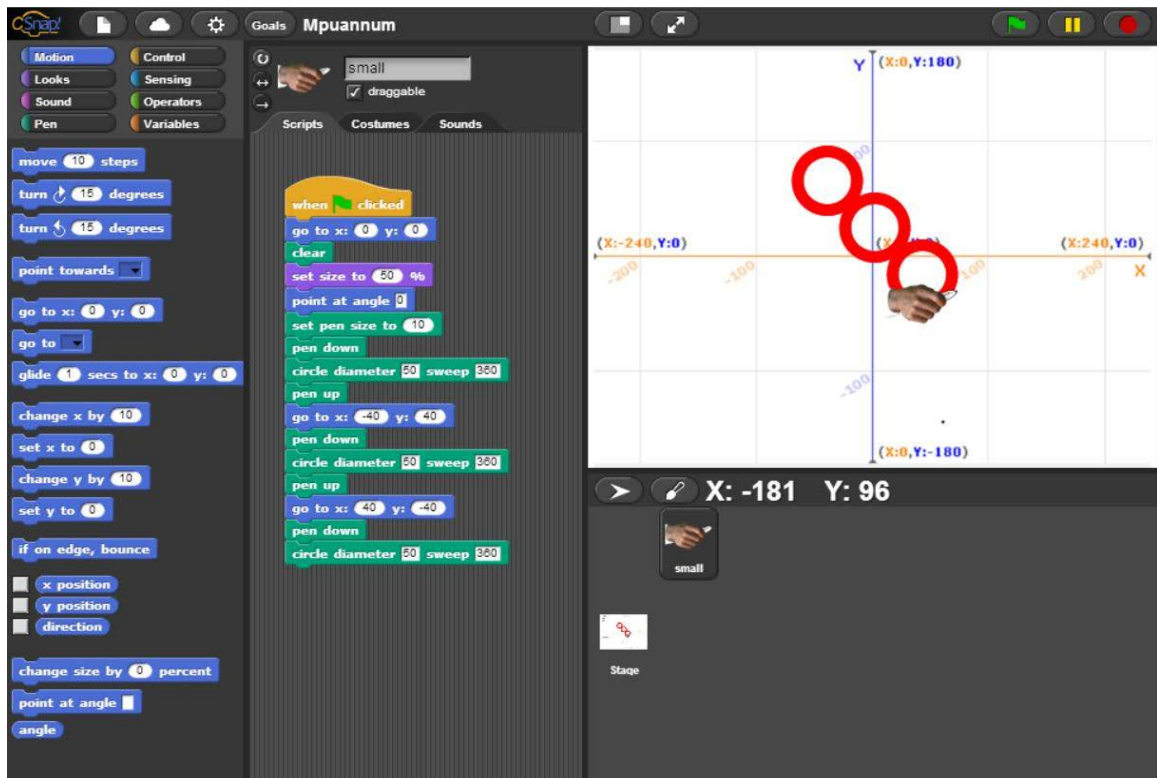 cSnap!
Goals Mpuannum
Motion Control
Looks Sensing
Sound Operators
Pen Variables
move 10 steps
turn 15 degrees
turn 15 degrees
point towards
go to x: 0 y: 0
go to
glide 1 secs to x: 0 y: 0
change x by 10
set x to 0
change y by 10
set y to 0
if on edge, bounce
x position
y position
direction
change size by 0 percent
point at angle
angle
small
draggable
Scripts Costumes Sounds
when clicked
go to x: 0 y: 0
clear
set size to 50 %
point at angle 0
set pen size to 10
pen down
circle diameter 50 sweep 360
pen up
go to x: -40 y: 40
pen down
circle diameter 50 sweep 360
pen up
go to x: 40 y: -40
pen down
circle diameter 50 sweep 360
Y (X:0,Y:180)
(X:-240,Y:0) (X:240,Y:0)
-200 -100 100 200 X
-100
(X:0,Y:-180)
X: -181 Y: 96
small
Stage